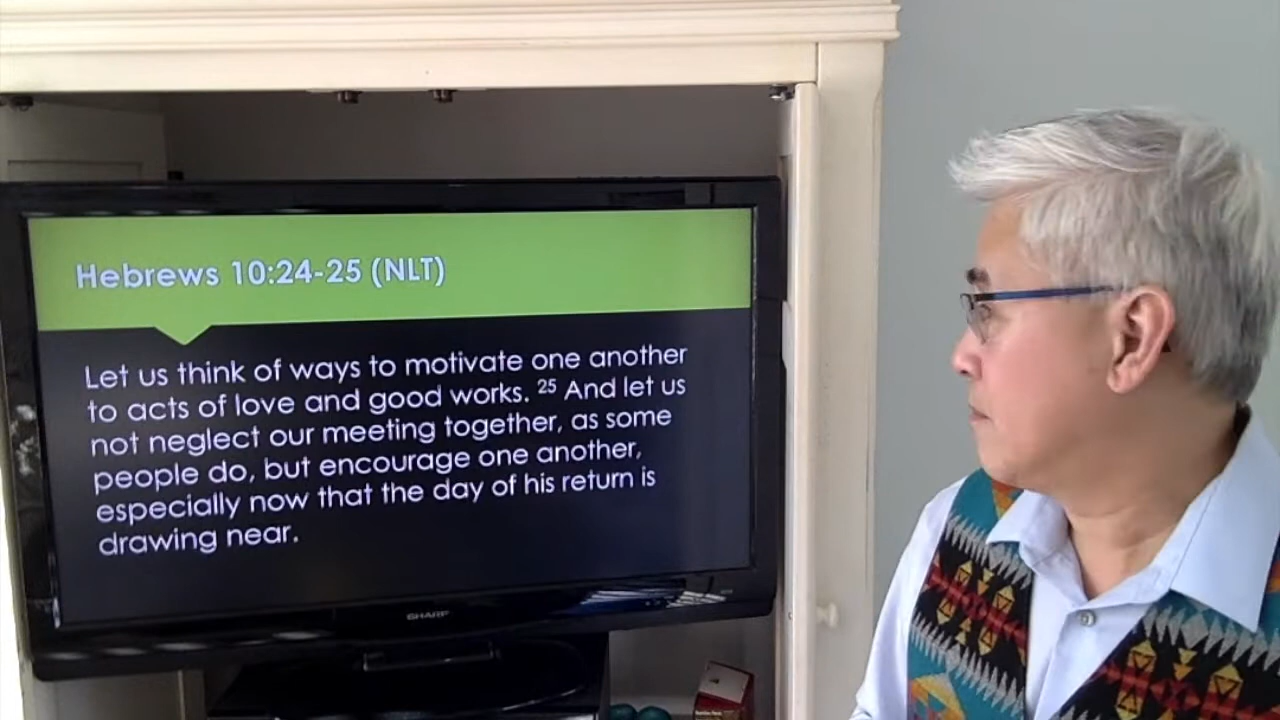 Hebrews 10:24-25 (NLT)
Let us think of ways to motivate one another
to acts of love and good works. 25 And let us
not neglect our meeting together, as some
people do, but encourage one another,
especially now that the day of his return is
drawing near.
SHARP